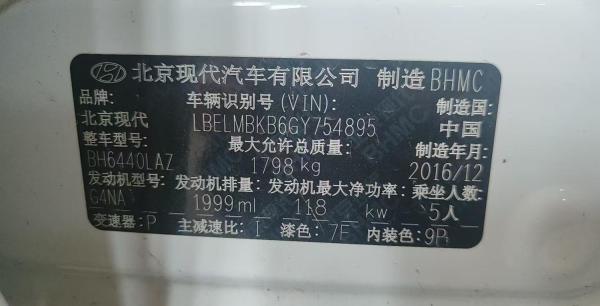 北京现代汽车有限公司 制造 BHMC
品牌: 车辆识别号(VIN): 制造国
北京现代 LBELMBKB6GY754895 中国
整车型号: 最大允许总质量: 制造年月:
BH6440LAZ 1798 kg 2016/12
发动机型号: 发动机排量: 发动机最大净功率: 乘坐人数:
G4NA 1999 ml 118 kw 5人
变速器: P 主减速比: I 漆色: 7E 内装色: 9P